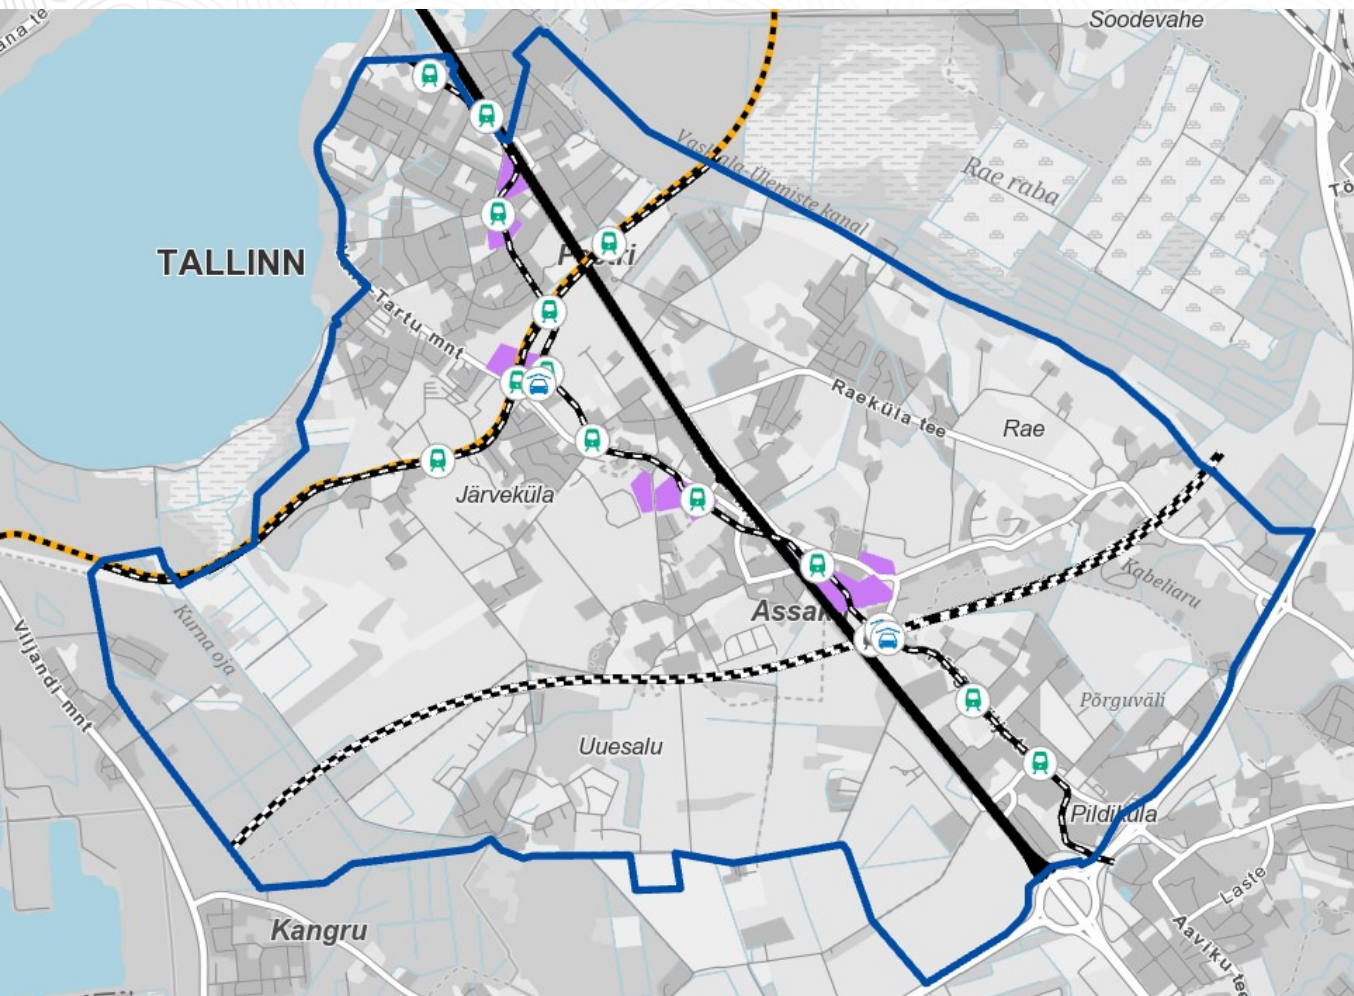 Soodevahe
Vaskjala-Ülemiste kanal
Rae raba
TALLINN
Tartu mnt
Raeküla tee
Rae
Järveküla
Kabeliaru
Assaku
Kurna oja
Viljandi mnt
Põrguväli
Uuesalu
Pildiküla
Laste
Kangru
Aaviku tee